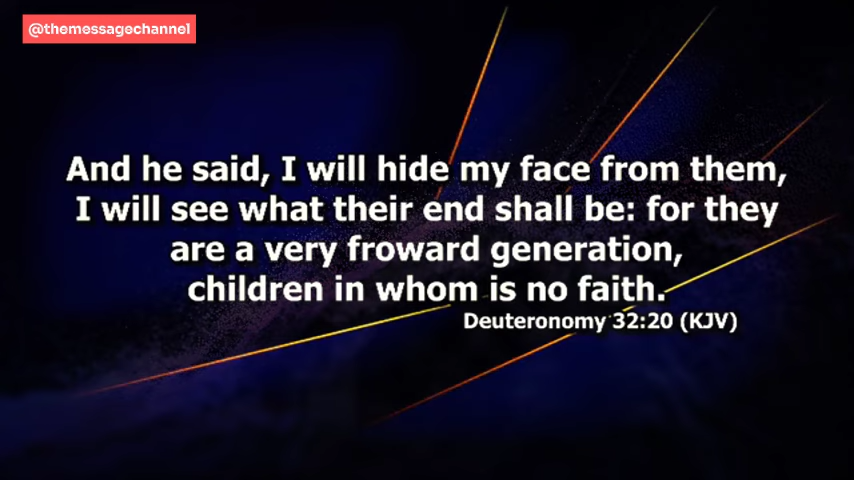 @themessagechannel
And he said, I will hide my face from them,
I will see what their end shall be: for they
are a very froward generation,
children in whom is no faith.
Deuteronomy 32:20 (KJV)